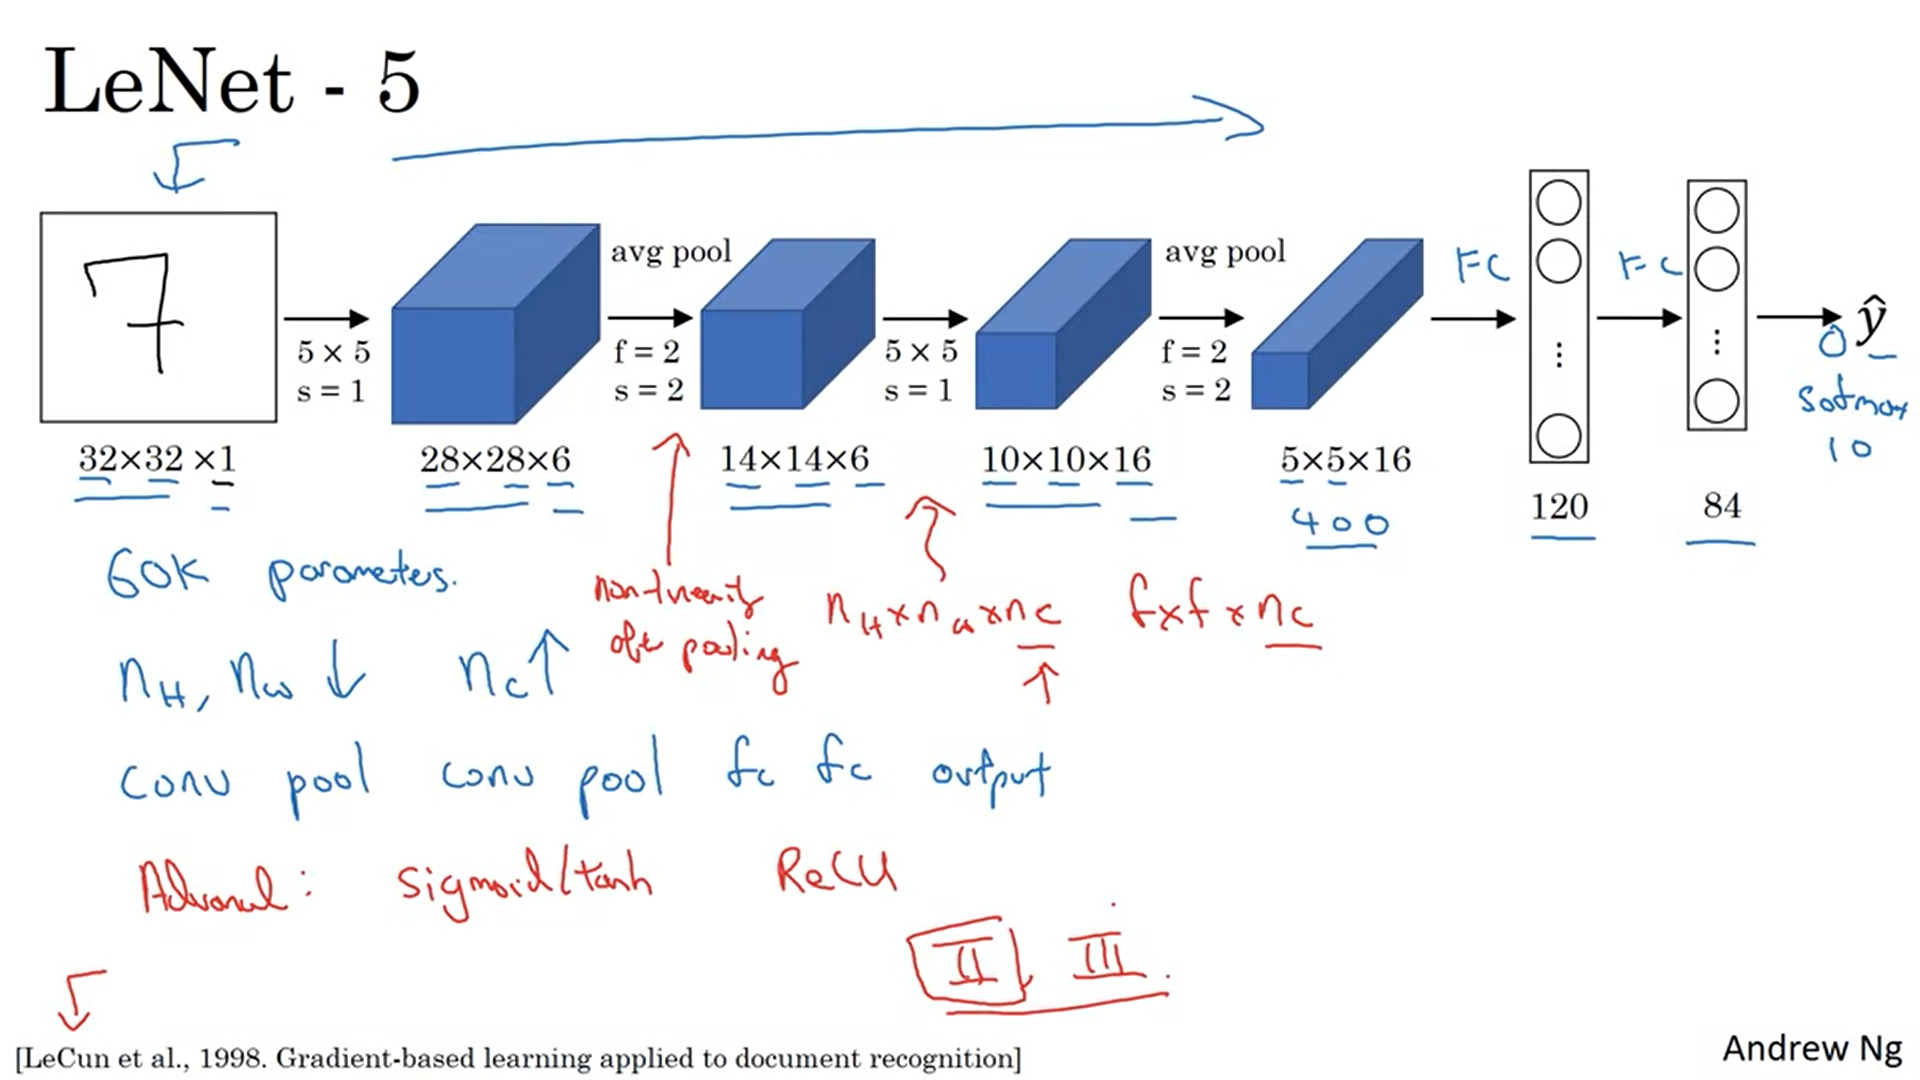 LeNet - 5
7
avg pool
avg pool
FC
FC
ŷ
5 × 5
f = 2
5 × 5
f = 2
s = 1
s = 2
s = 1
s = 2
⋮
⋮
softmax
10
32×32 ×1
28×28×6
14×14×6
10×10×16
5×5×16
400
120
84
60K parameters.
non-linearity
after pooling
nH×nW×nC
f×f×nC
nH, nW ↓ nC ↑
conv pool conv pool fc fc output
Advanced: sigmoid/tanh ReLU
II, III.
[LeCun et al., 1998. Gradient-based learning applied to document recognition]
Andrew Ng